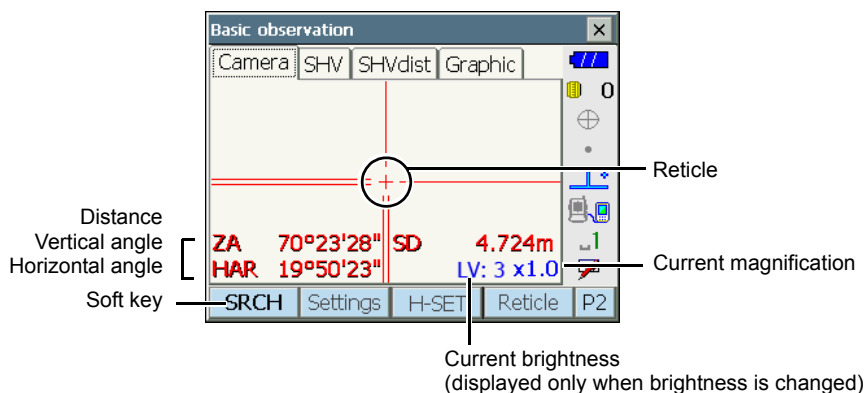 Basic observation
Camera SHV SHVdist Graphic
0
Reticle
Distance
Vertical angle
Horizontal angle
ZA 70°23'28" SD 4.724m
HAR 19°50'23" LV: 3 x1.0
1
Current magnification
Soft key
SRCH Settings H-SET Reticle P2
Current brightness
(displayed only when brightness is changed)